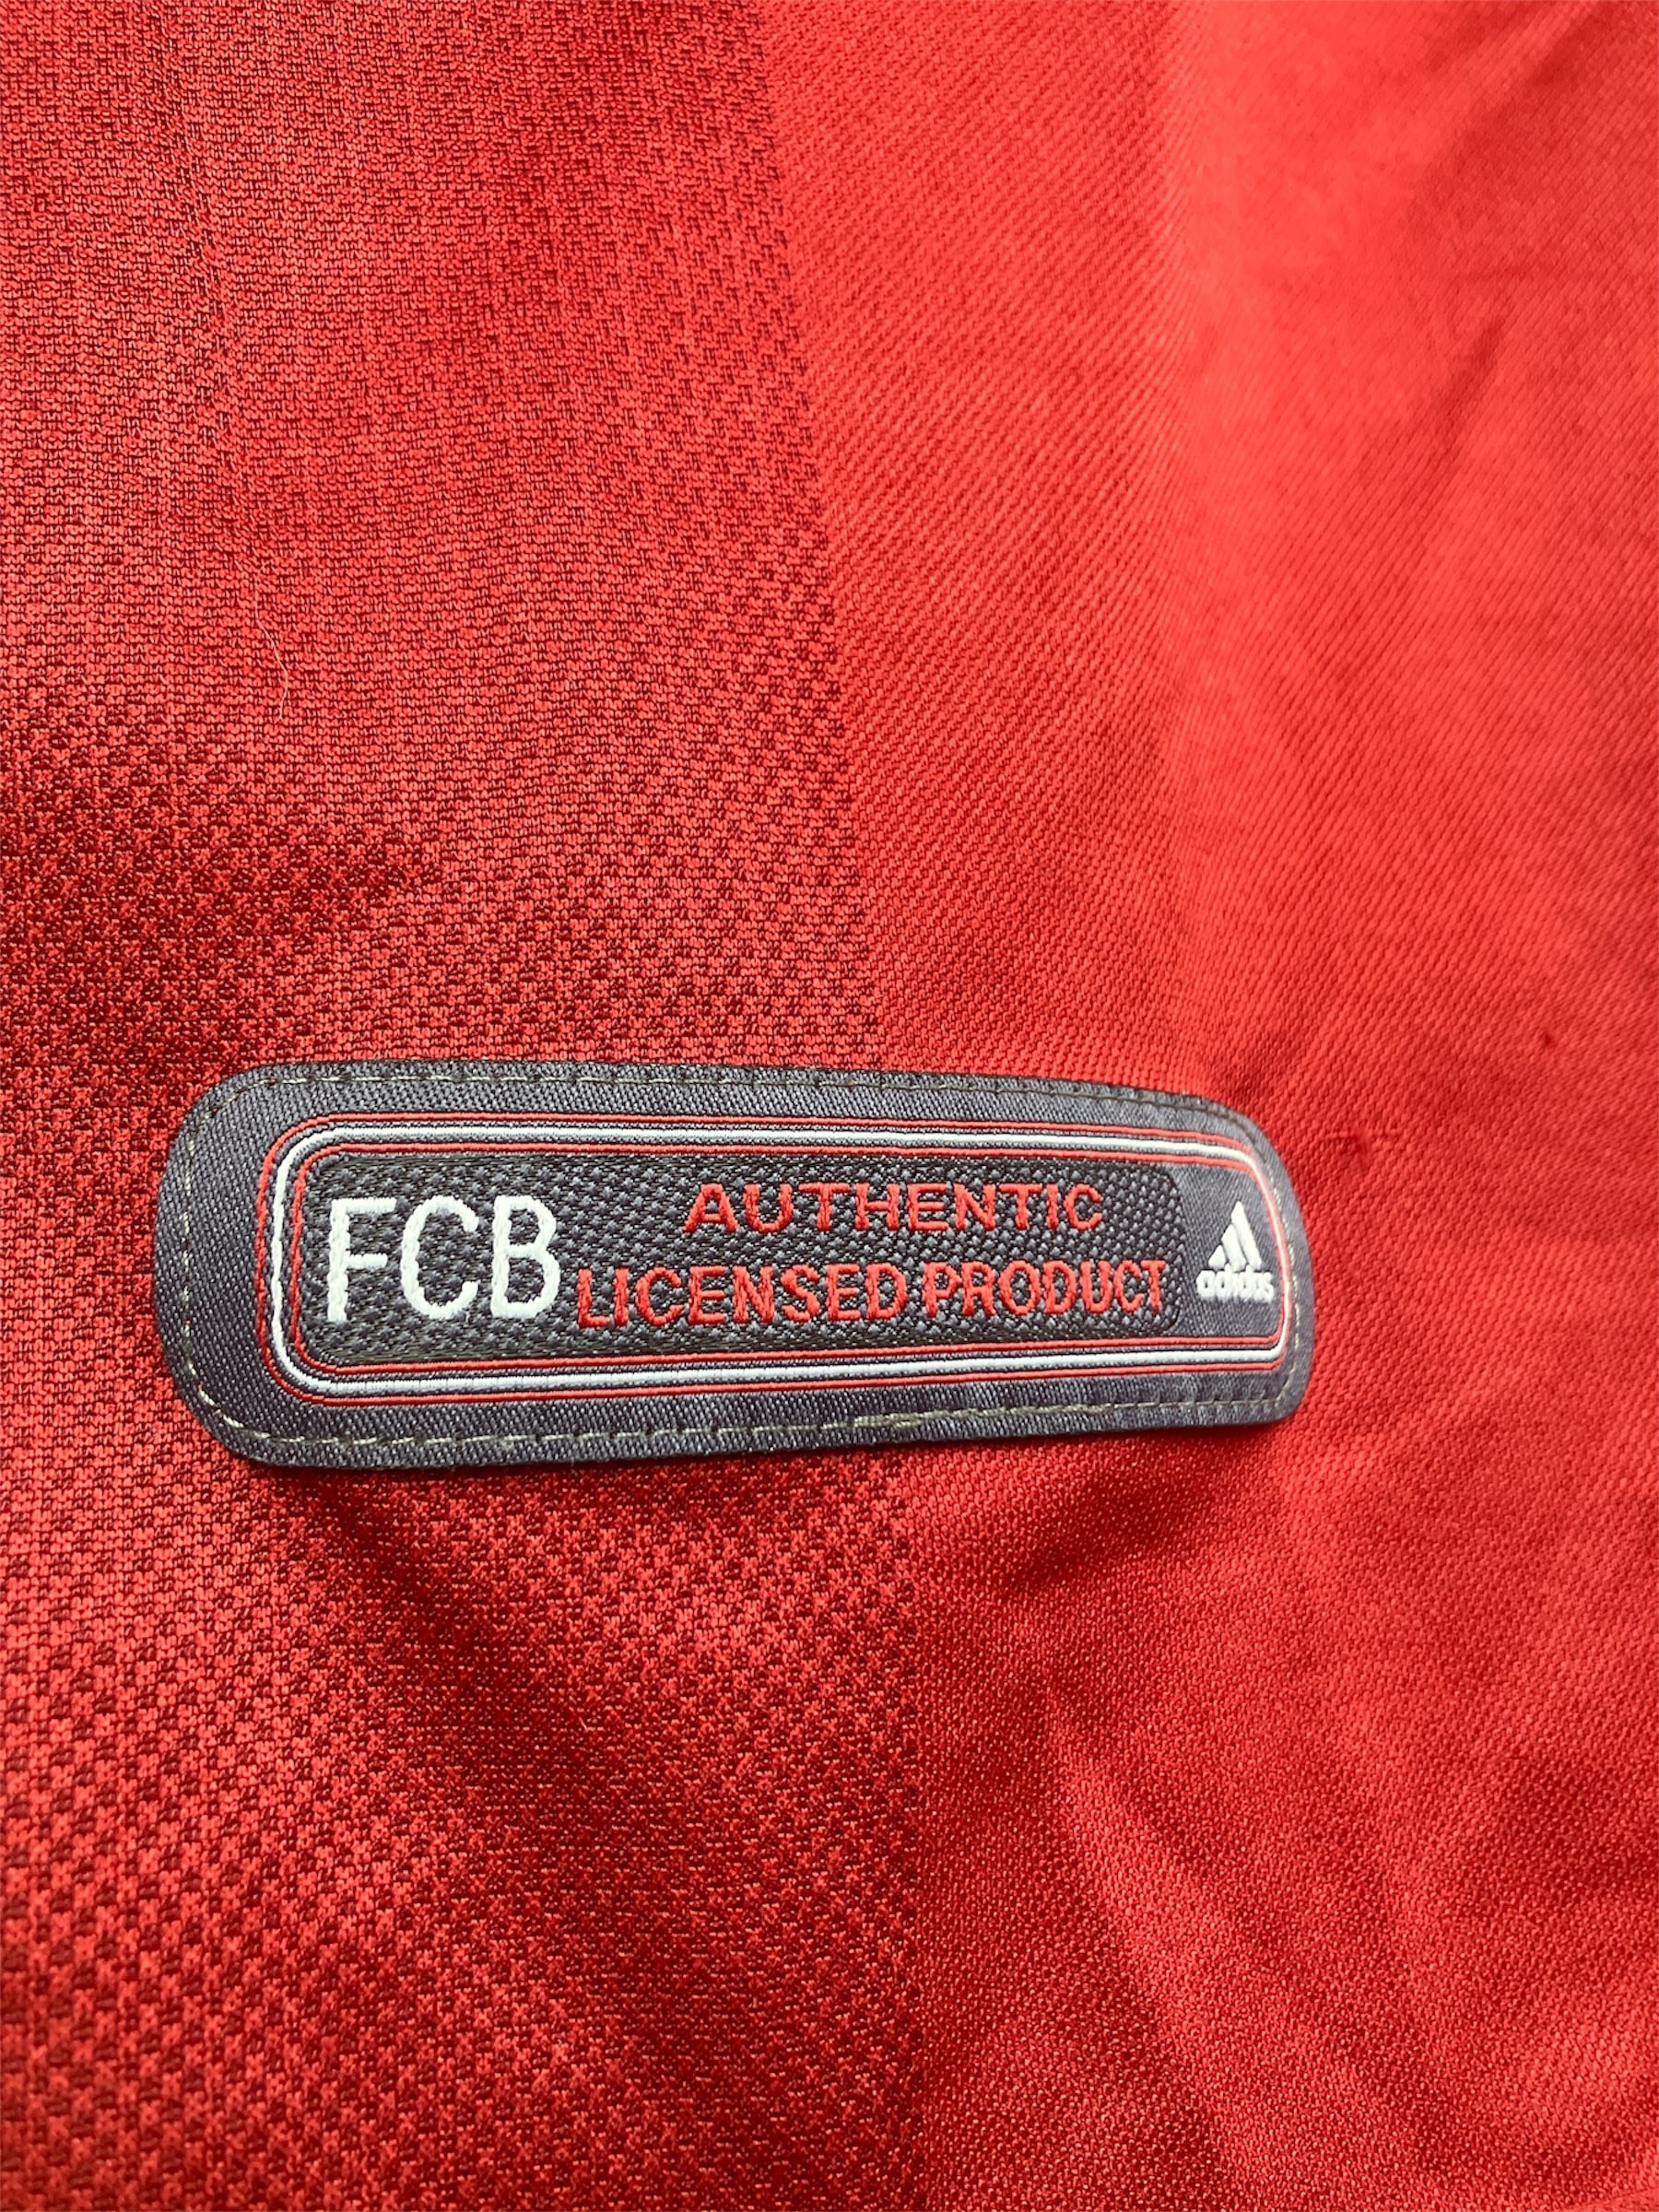 FCB
AUTHENTIC
LICENSED PRODUCT
adidas